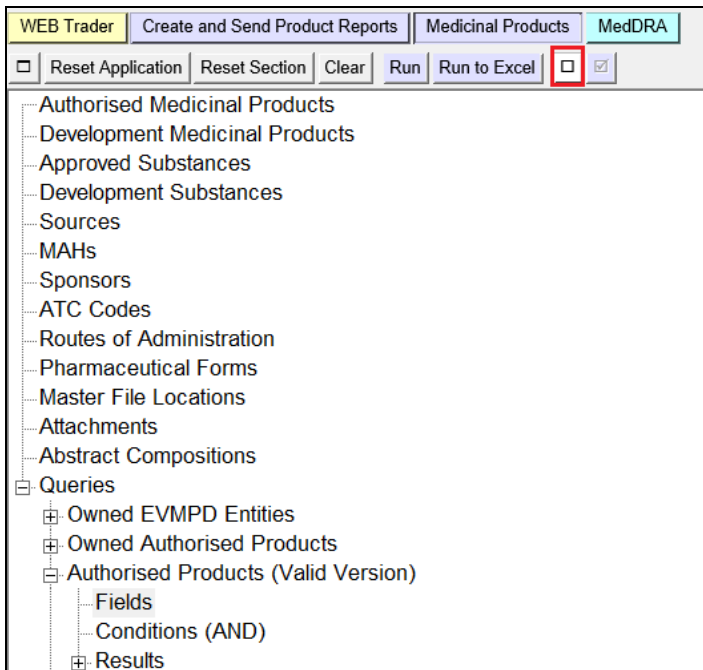 WEB Trader Create and Send Product Reports Medicinal Products MedDRA
Reset Application Reset Section Clear Run Run to Excel
Authorised Medicinal Products
Development Medicinal Products
Approved Substances
Development Substances
Sources
MAHs
Sponsors
ATC Codes
Routes of Administration
Pharmaceutical Forms
Master File Locations
Attachments
Abstract Compositions
Queries
Owned EVMPD Entities
Owned Authorised Products
Authorised Products (Valid Version)
Fields
Conditions (AND)
Results